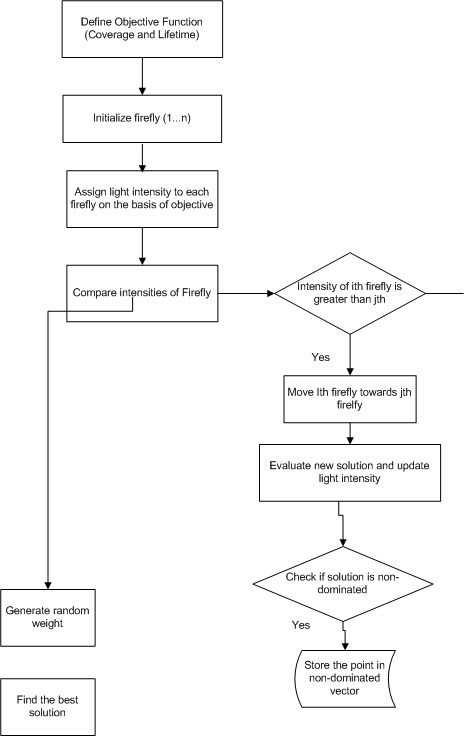 Define Objective Function
(Coverage and Lifetime)
Initialize firefly (1...n)
Assign light intensity to each
firefly on the basis of objective
Compare intensities of Firefly
Intensity of ith firefly is
greater than jth
Yes
Move Ith firefly towards jth
firelfy
Evaluate new solution and update
light intensity
Check if solution is non-
dominated
Yes
Store the point in
non-dominated
vector
Generate random
weight
Find the best
solution